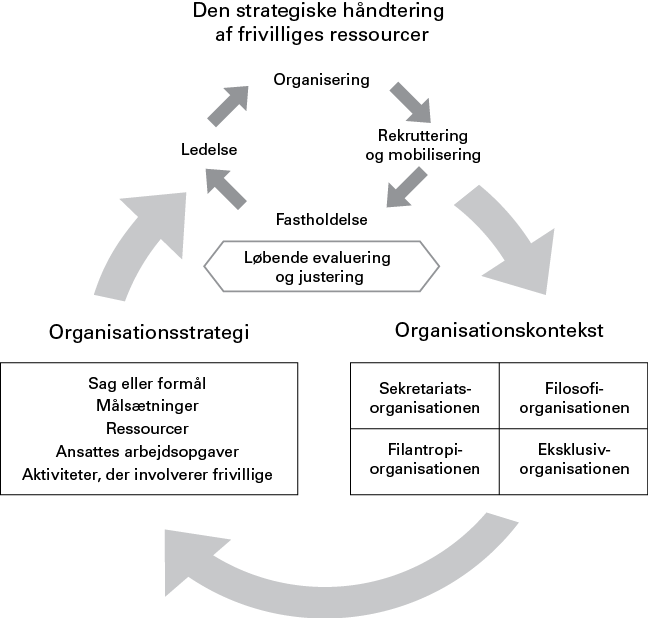 Den strategiske håndtering
af frivilliges ressourcer
Organisering
Rekruttering
og mobilisering
Ledelse
Fastholdelse
Løbende evaluering
og justering
Organisationsstrategi
Sag eller formål
Målsætninger
Ressourcer
Ansattes arbejdsopgaver
Aktiviteter, der involverer frivillige
Organisationskontekst
Sekretariats-
organisationen
Filosofi-
organisationen
Filantropi-
organisationen
Eksklusiv-
organisationen